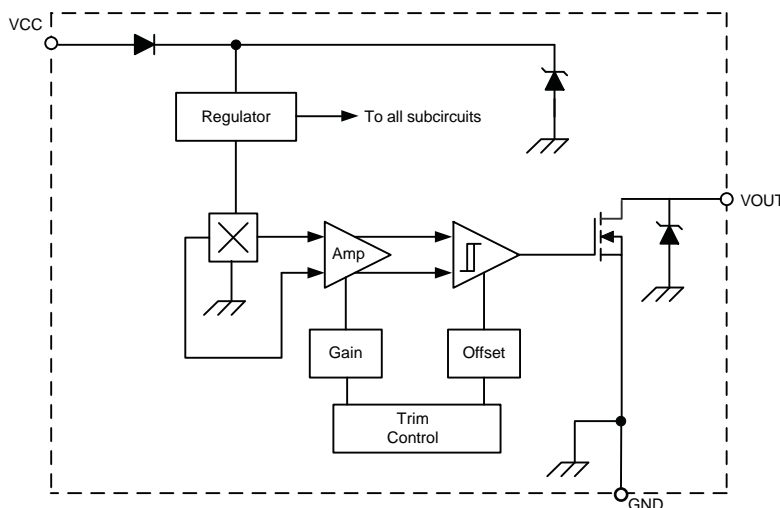 VCC
Regulator
To all subcircuits
VOUT
Amp
Gain
Offset
Trim
Control
GND